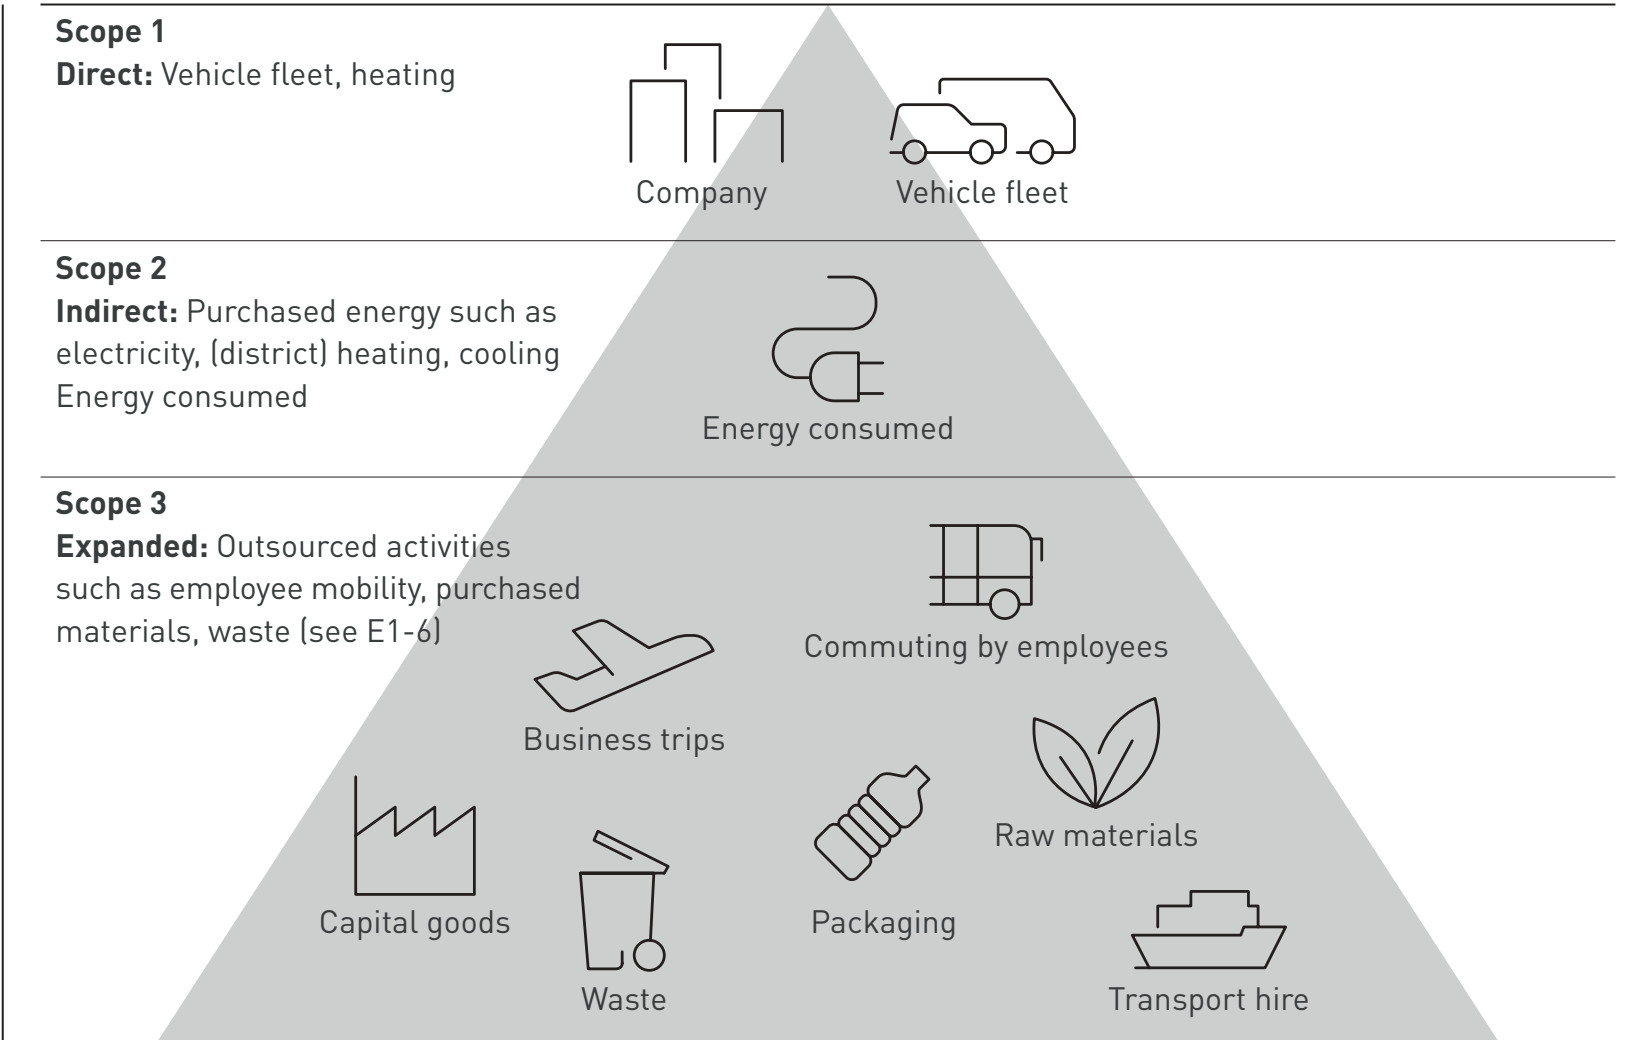 Scope 1
Direct: Vehicle fleet, heating
Company
Vehicle fleet
Scope 2
Indirect: Purchased energy such as
electricity, (district) heating, cooling
Energy consumed
Energy consumed
Scope 3
Expanded: Outsourced activities
such as employee mobility, purchased
materials, waste (see E1-6)
Commuting by employees
Business trips
Raw materials
Capital goods
Packaging
Waste
Transport hire